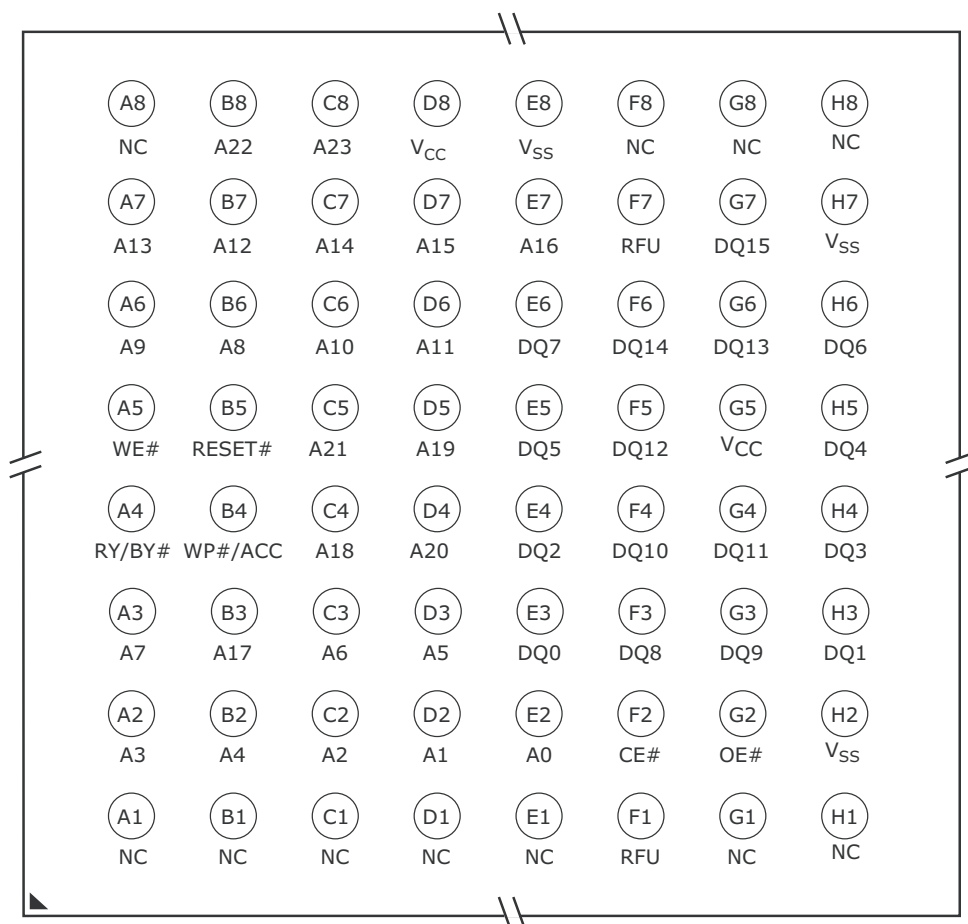 A8 B8 C8 D8 E8 F8 G8 H8
NC A22 A23 VCC VSS NC NC NC
A7 B7 C7 D7 E7 F7 G7 H7
A13 A12 A14 A15 A16 RFU DQ15 VSS
A6 B6 C6 D6 E6 F6 G6 H6
A9 A8 A10 A11 DQ7 DQ14 DQ13 DQ6
A5 B5 C5 D5 E5 F5 G5 H5
WE# RESET# A21 A19 DQ5 DQ12 VCC DQ4
A4 B4 C4 D4 E4 F4 G4 H4
RY/BY# WP#/ACC A18 A20 DQ2 DQ10 DQ11 DQ3
A3 B3 C3 D3 E3 F3 G3 H3
A7 A17 A6 A5 DQ0 DQ8 DQ9 DQ1
A2 B2 C2 D2 E2 F2 G2 H2
A3 A4 A2 A1 A0 CE# OE# VSS
A1 B1 C1 D1 E1 F1 G1 H1
NC NC NC NC NC RFU NC NC